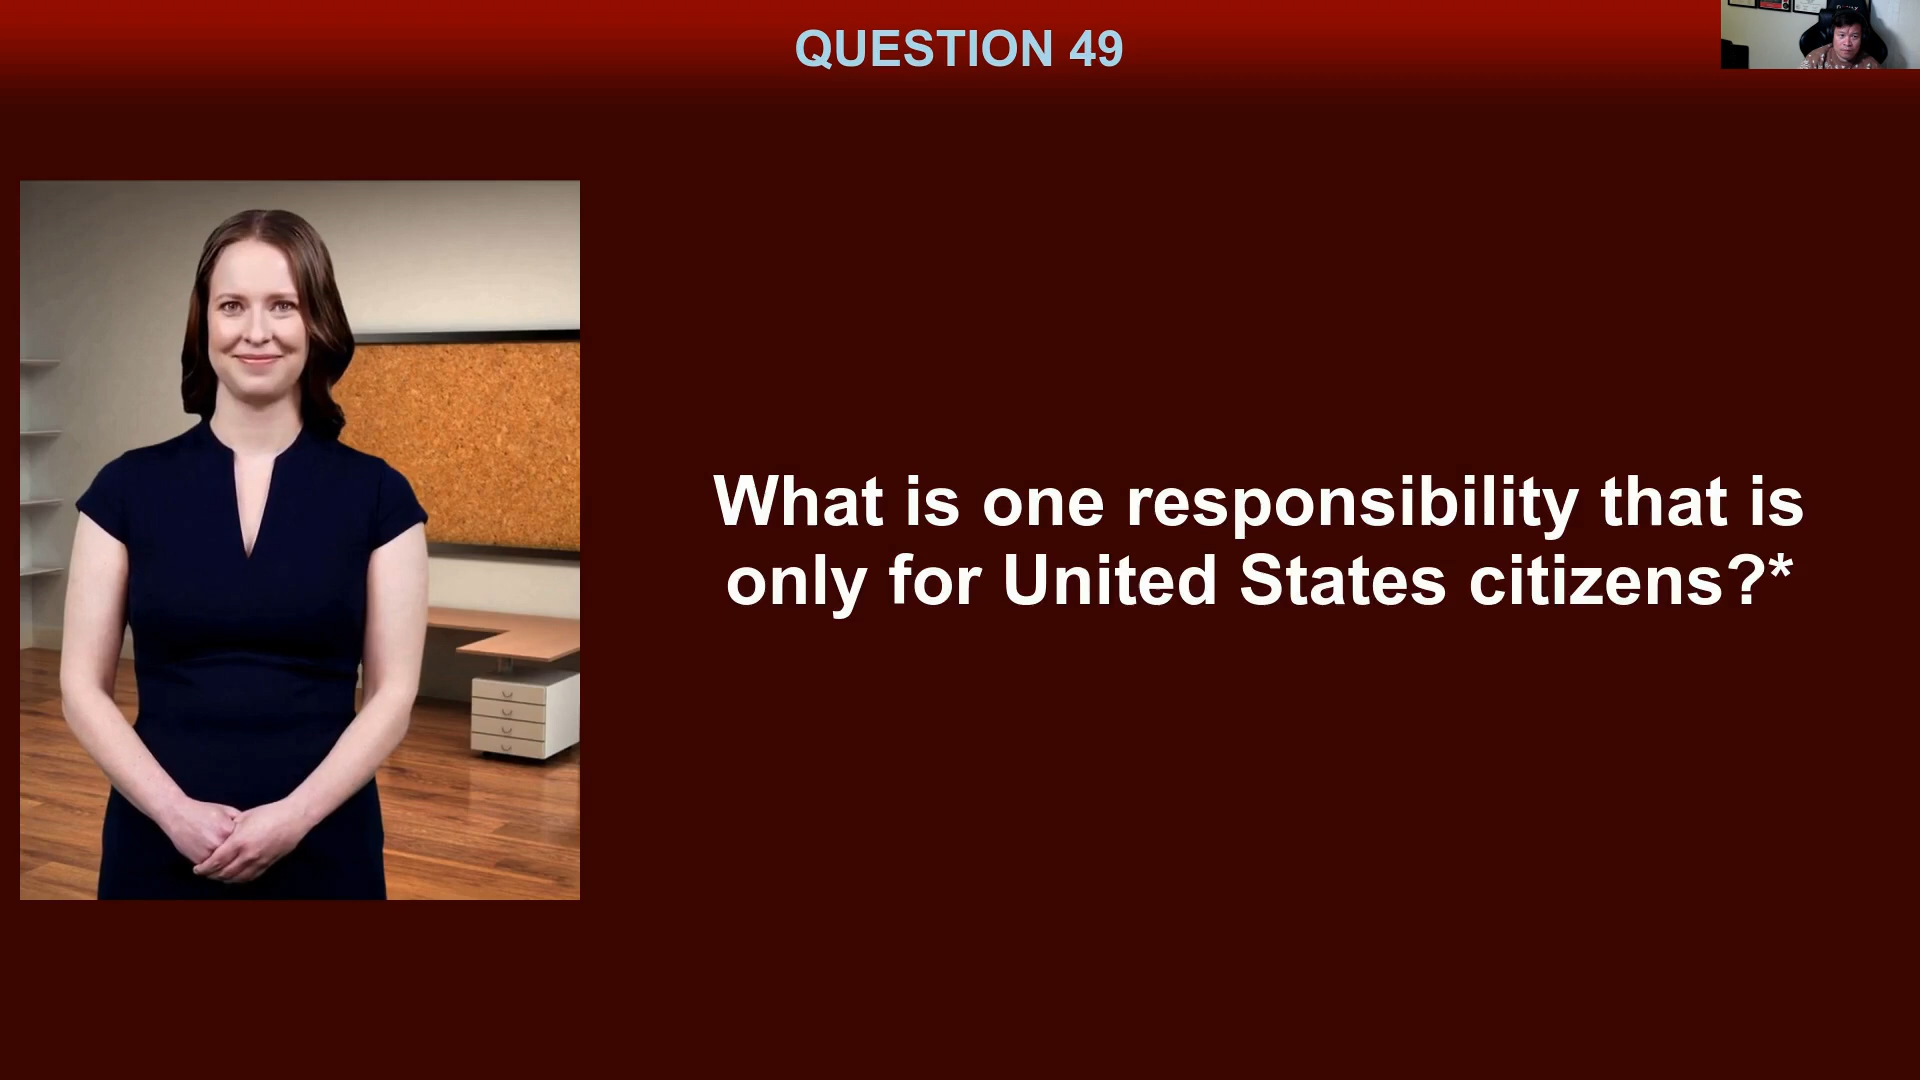 QUESTION 49
What is one responsibility that is
only for United States citizens?*